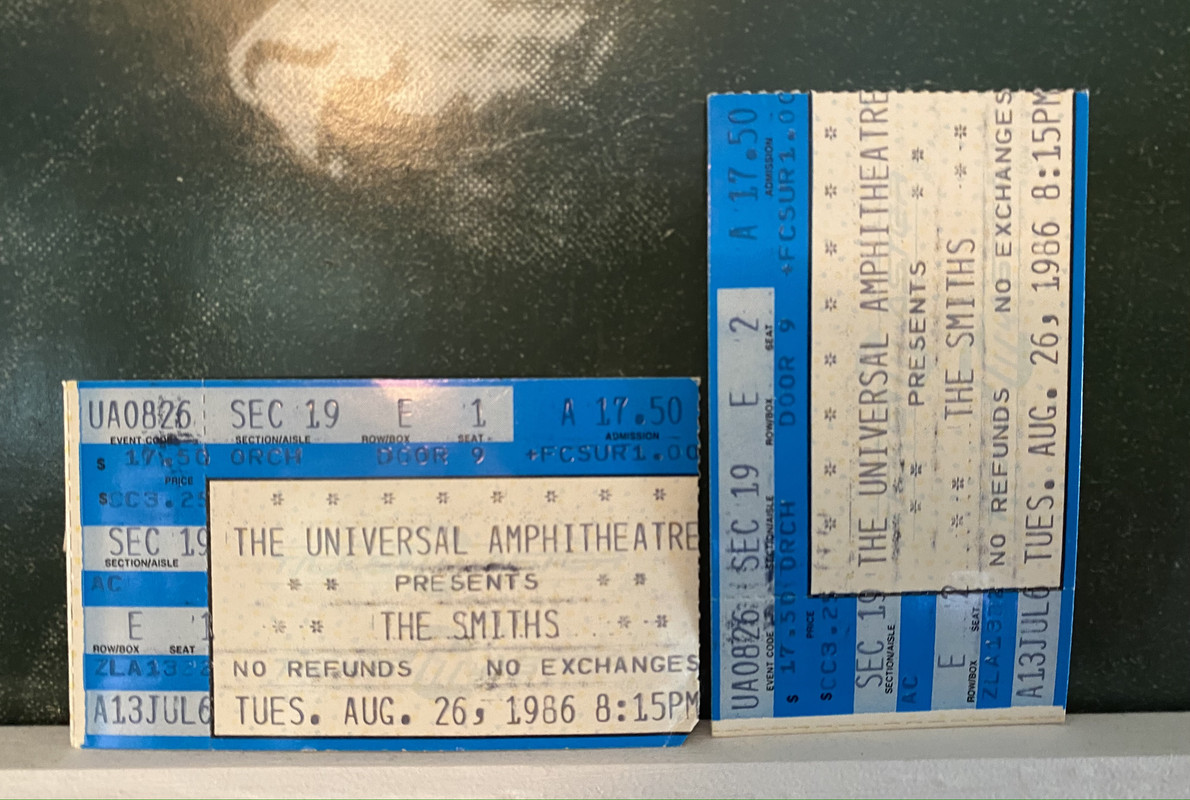 UA0826 SEC 19 E 1 A 17.50
EVENT CODE SECTION/AISLE ROW/BOX SEAT ADMISSION
$ 17.50 ORCH DOOR 9 +FCSUR1.00
PRICE
$CC3.25 * * * * * * * *
SEC 19 THE UNIVERSAL AMPHITHEATRE
SECTION/AISLE
AC * * PRESENTS * *
E 1 * * THE SMITHS * *
ROW/BOX SEAT
NO REFUNDS NO EXCHANGES
A13JUL6 TUES. AUG. 26, 1986 8:15PM
UA0826 SEC 19 E 2 A 17.50
EVENT CODE SECTION/AISLE ROW/BOX SEAT ADMISSION
$ 17.50 ORCH DOOR 9 +FCSUR1.00
PRICE
$CC3.25 * * * * * * * *
SEC 19 THE UNIVERSAL AMPHITHEATRE
SECTION/AISLE
AC * * PRESENTS * *
E 2 * * THE SMITHS * *
ROW/BOX SEAT
NO REFUNDS NO EXCHANGES
A13JUL6 TUES. AUG. 26, 1986 8:15PM